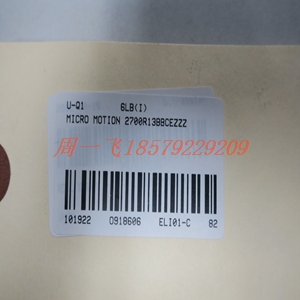 V-Q1 6LB(I)
MICRO MOTION 2700R13BBCEZZZ
周一飞18579229209
101922 0918606 ELI01-C 82